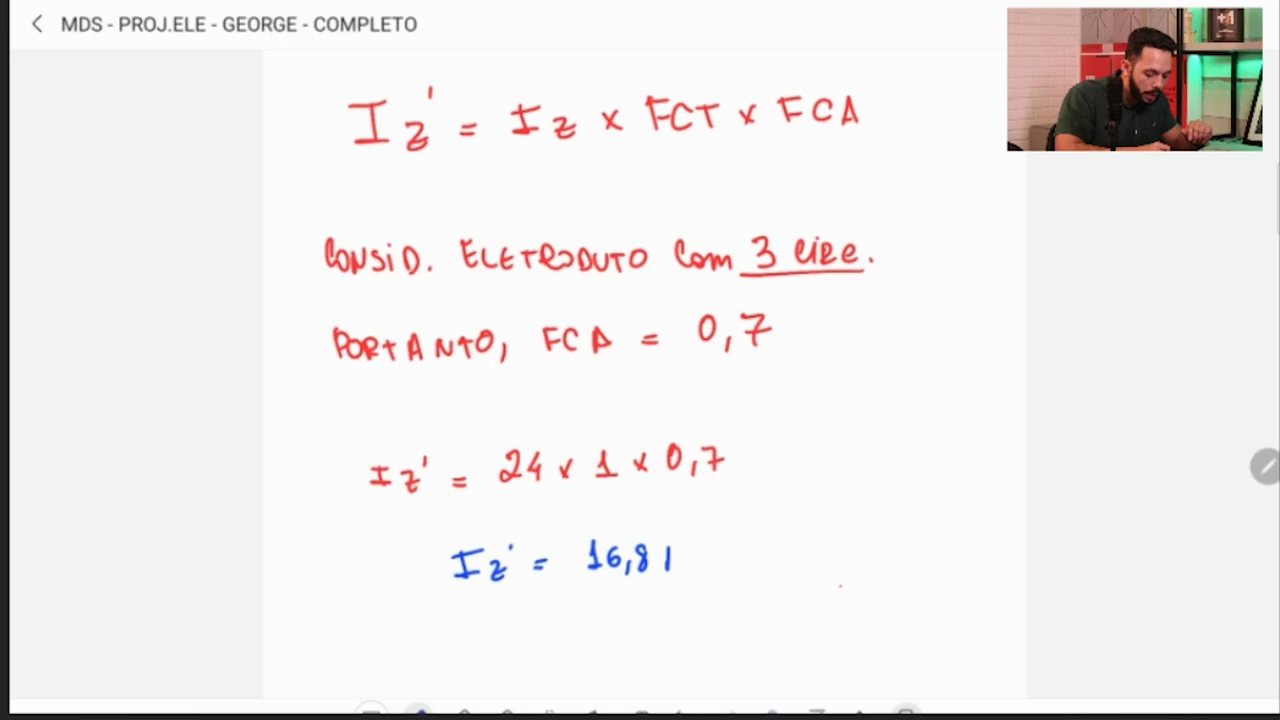 MDS - PROJ.ELE - GEORGE - COMPLETO
Iz' = Iz x FCT x FCA
CONSID. ELETRODUTO COM 3 CIRC.
PORTANTO, FCA = 0,7
Iz' = 24 x 1 x 0,7
Iz' = 16,8 |